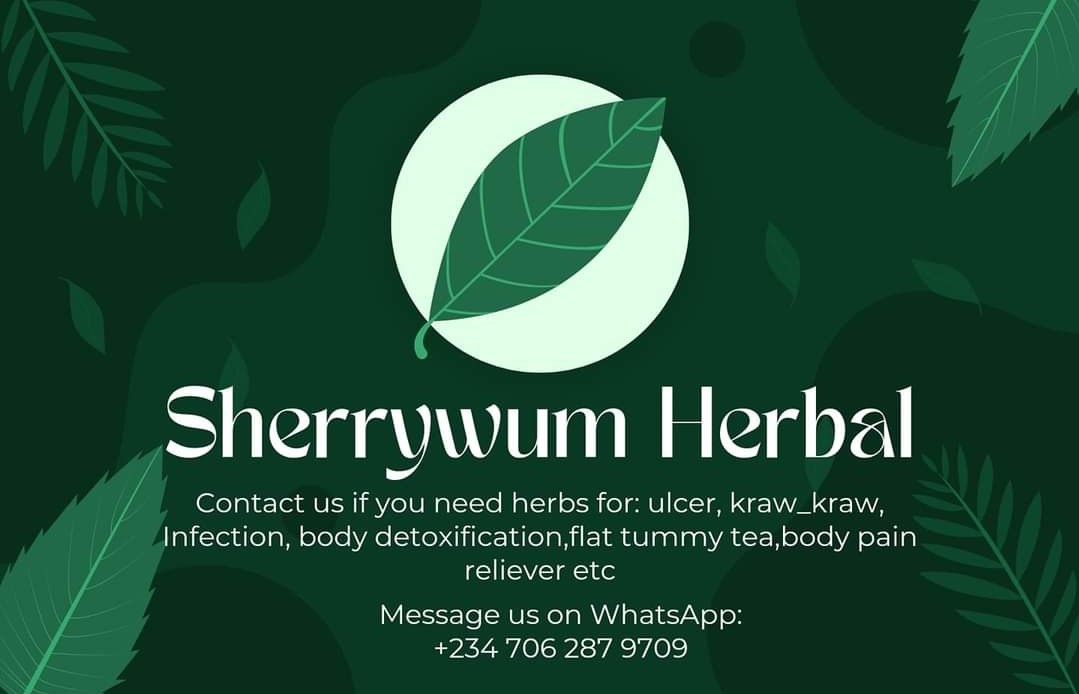 Sherrywum Herbal
Contact us if you need herbs for: ulcer, kraw_kraw,
Infection, body detoxification,flat tummy tea,body pain
reliever etc
Message us on WhatsApp:
+234 706 287 9709